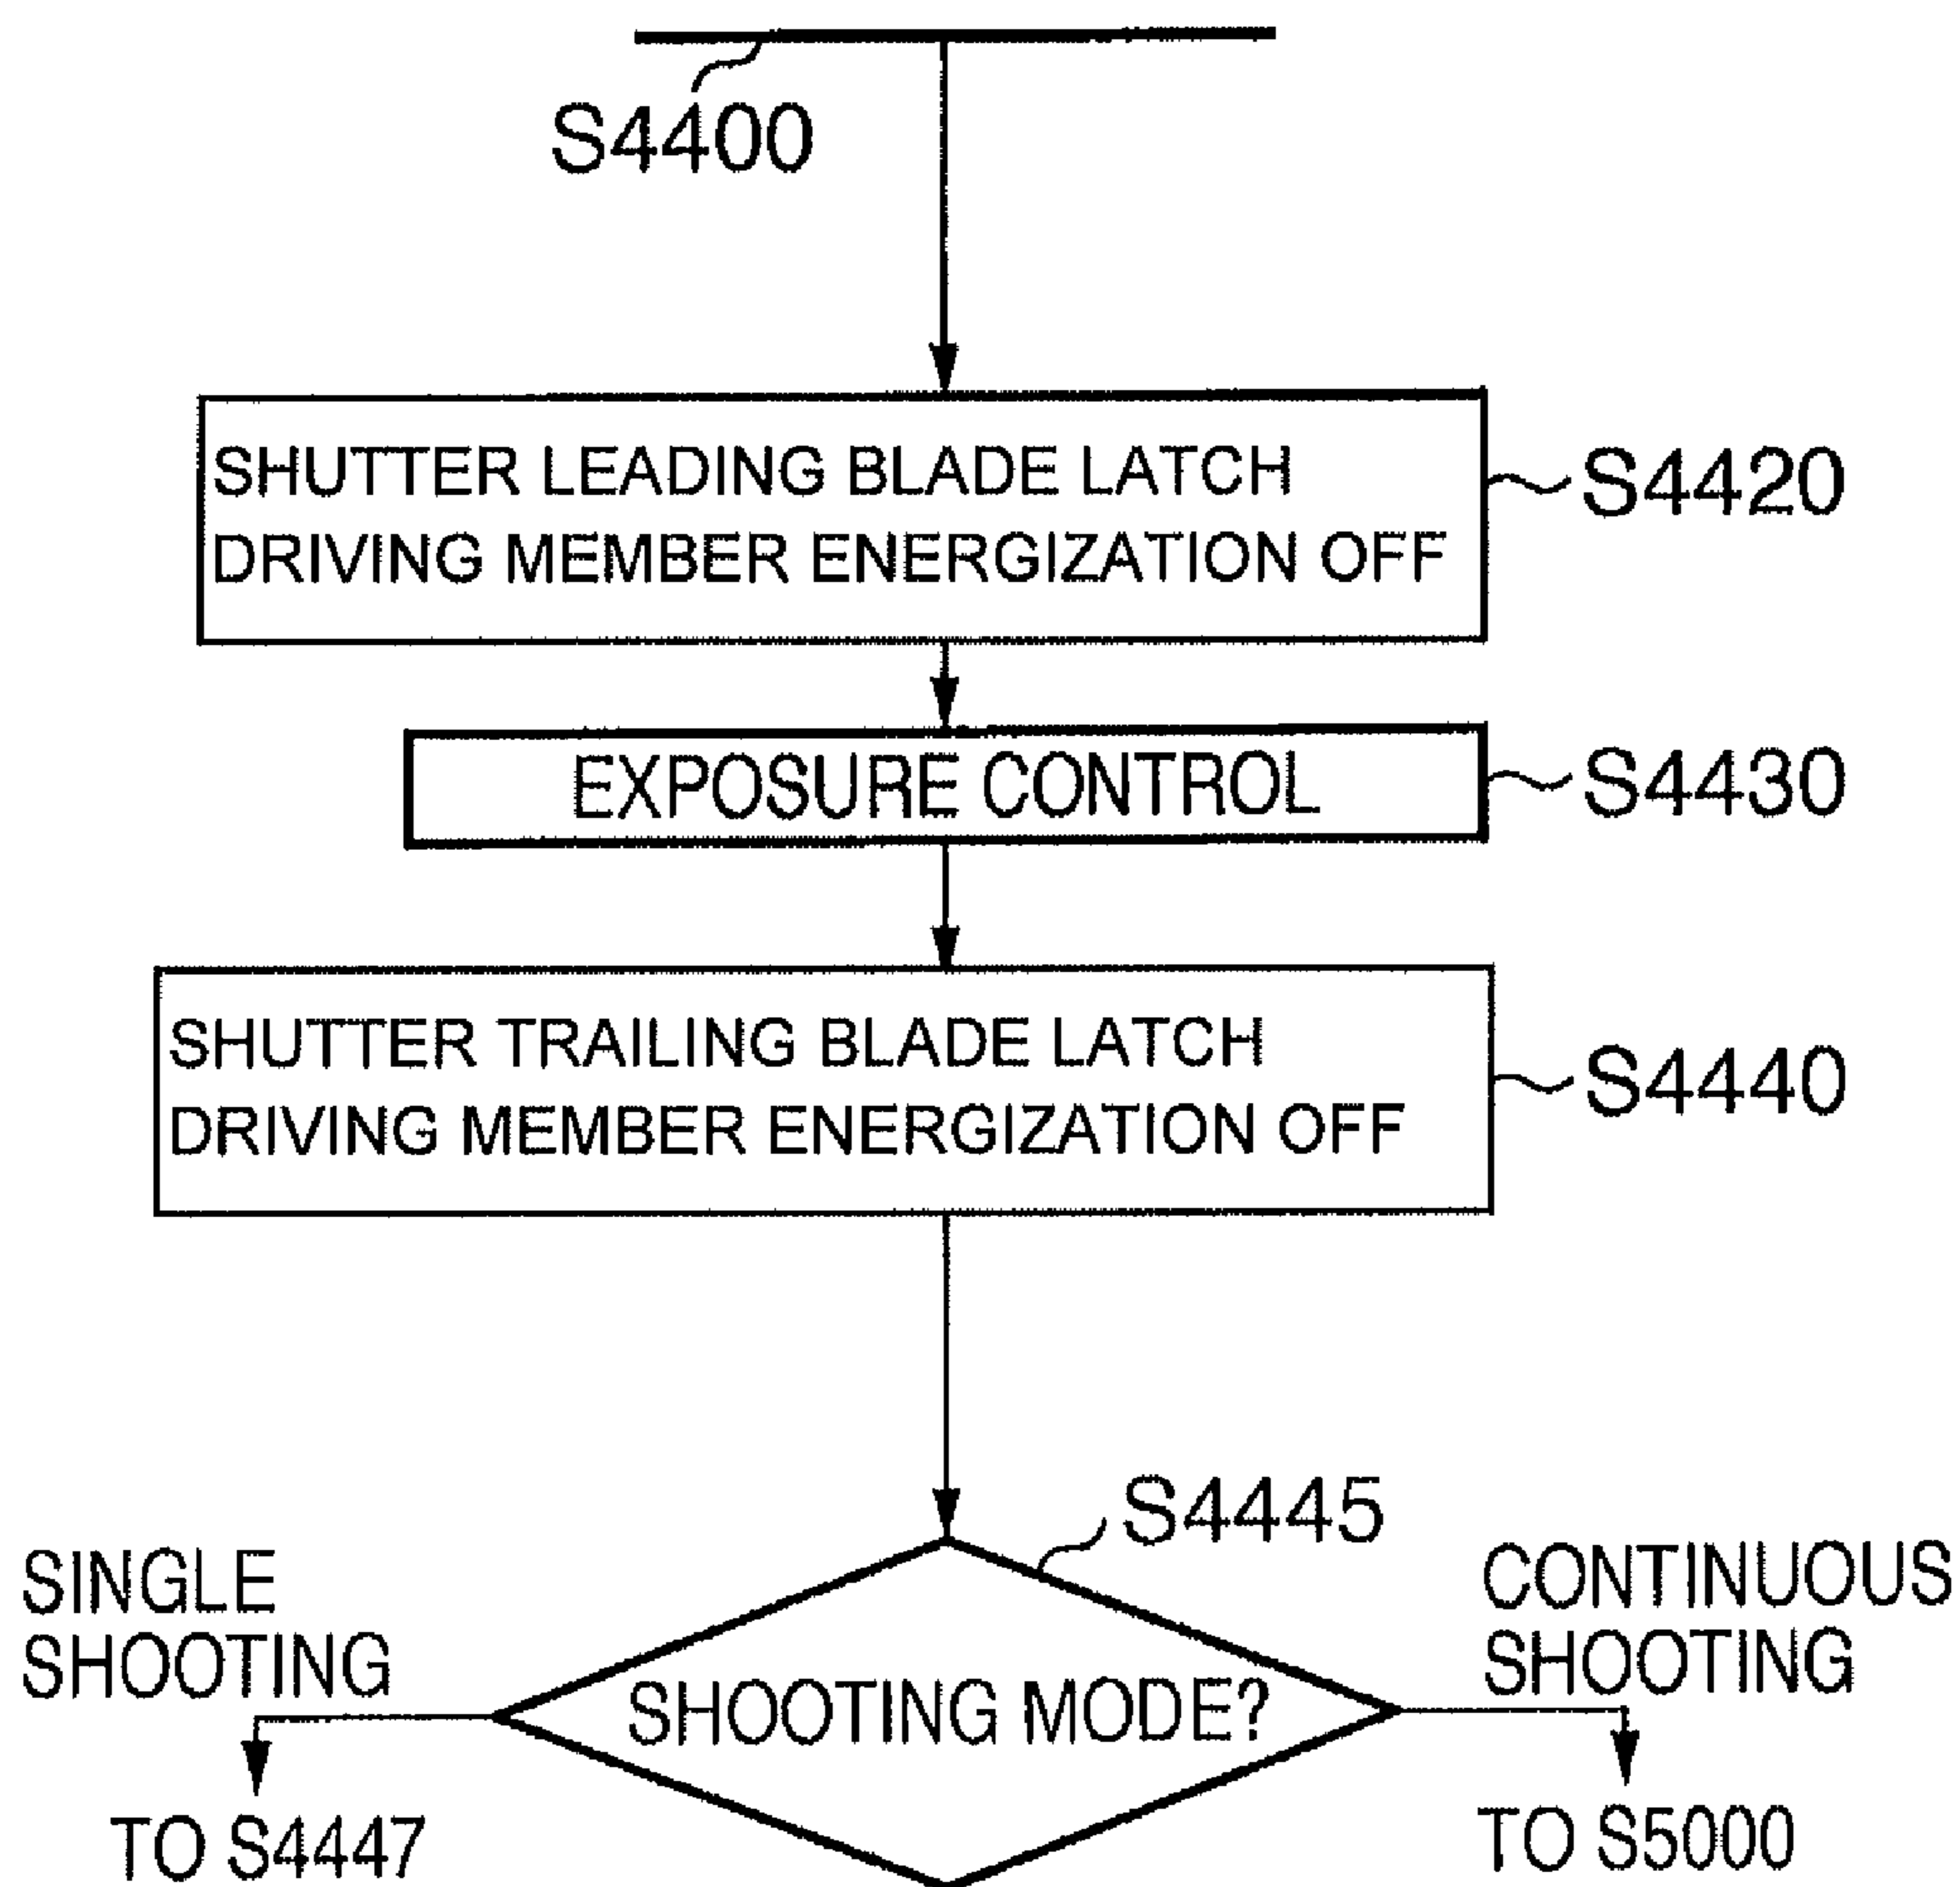 S4400
SHUTTER LEADING BLADE LATCH
DRIVING MEMBER ENERGIZATION OFF
S4420
EXPOSURE CONTROL
S4430
SHUTTER TRAILING BLADE LATCH
DRIVING MEMBER ENERGIZATION OFF
S4440
S4445
SINGLE
SHOOTING
SHOOTING MODE?
CONTINUOUS
SHOOTING
TO S4447
TO S5000